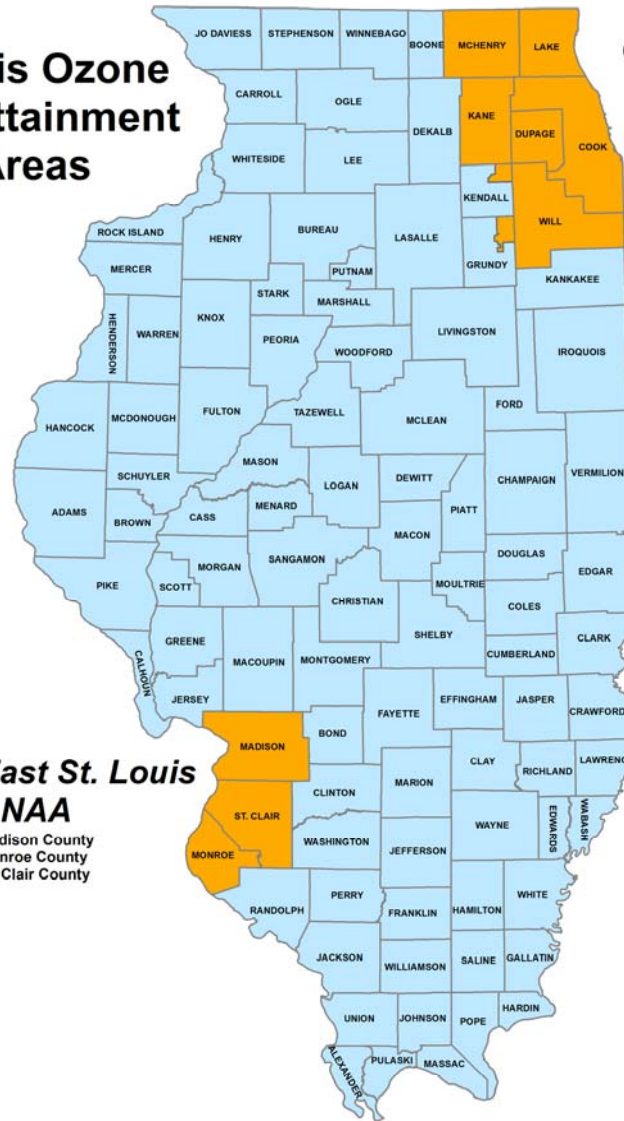 is Ozone
ttainment
Areas
JO DAVIESS STEPHENSON WINNEBAGO BOONE MCHENRY LAKE
CARROLL OGLE DEKALB KANE DUPAGE COOK
WHITESIDE LEE KENDALL WILL
ROCK ISLAND HENRY BUREAU LASALLE GRUNDY
MERCER PUTNAM KANKAKEE
HENDERSON WARREN KNOX STARK MARSHALL LIVINGSTON IROQUOIS
PEORIA WOODFORD
HANCOCK MCDONOUGH FULTON TAZEWELL MCLEAN FORD
SCHUYLER MASON LOGAN DEWITT CHAMPAIGN VERMILION
ADAMS BROWN CASS MENARD MACON PIATT
PIKE SCOTT MORGAN SANGAMON MOULTRIE DOUGLAS EDGAR
CHRISTIAN COLES
CALHOUN GREENE MACOUPIN MONTGOMERY SHELBY CUMBERLAND CLARK
JERSEY FAYETTE EFFINGHAM JASPER CRAWFORD
MADISON BOND CLAY RICHLAND LAWRENC
ast St. Louis
NAA
dison County
nroe County
Clair County
ST. CLAIR CLINTON MARION WAYNE EDWARDS WABASH
MONROE WASHINGTON JEFFERSON
RANDOLPH PERRY FRANKLIN HAMILTON WHITE
JACKSON WILLIAMSON SALINE GALLATIN
UNION JOHNSON POPE HARDIN
ALEXANDER PULASKI MASSAC